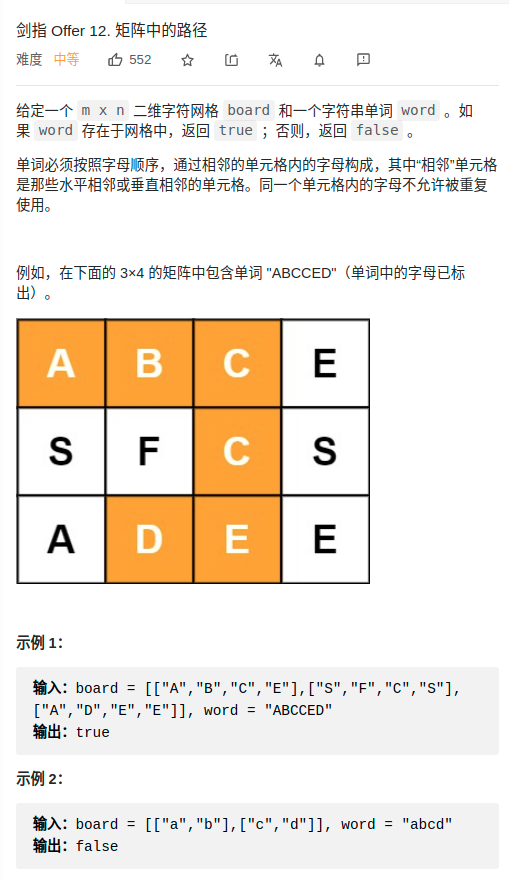 剑指 Offer 12. 矩阵中的路径
难度 中等 552
给定一个 m x n 二维字符网格 board 和一个字符串单词 word 。如
果 word 存在于网格中，返回 true ；否则，返回 false 。
单词必须按照字母顺序，通过相邻的单元格内的字母构成，其中“相邻”单元格
是那些水平相邻或垂直相邻的单元格。同一个单元格内的字母不允许被重复
使用。
例如，在下面的 3×4 的矩阵中包含单词 "ABCCED"（单词中的字母已标
出）。
A B C E
S F C S
A D E E
示例 1：
输入：board = [["A","B","C","E"],["S","F","C","S"],
["A","D","E","E"]], word = "ABCCED"
输出：true
示例 2：
输入：board = [["a","b"],["c","d"]], word = "abcd"
输出：false